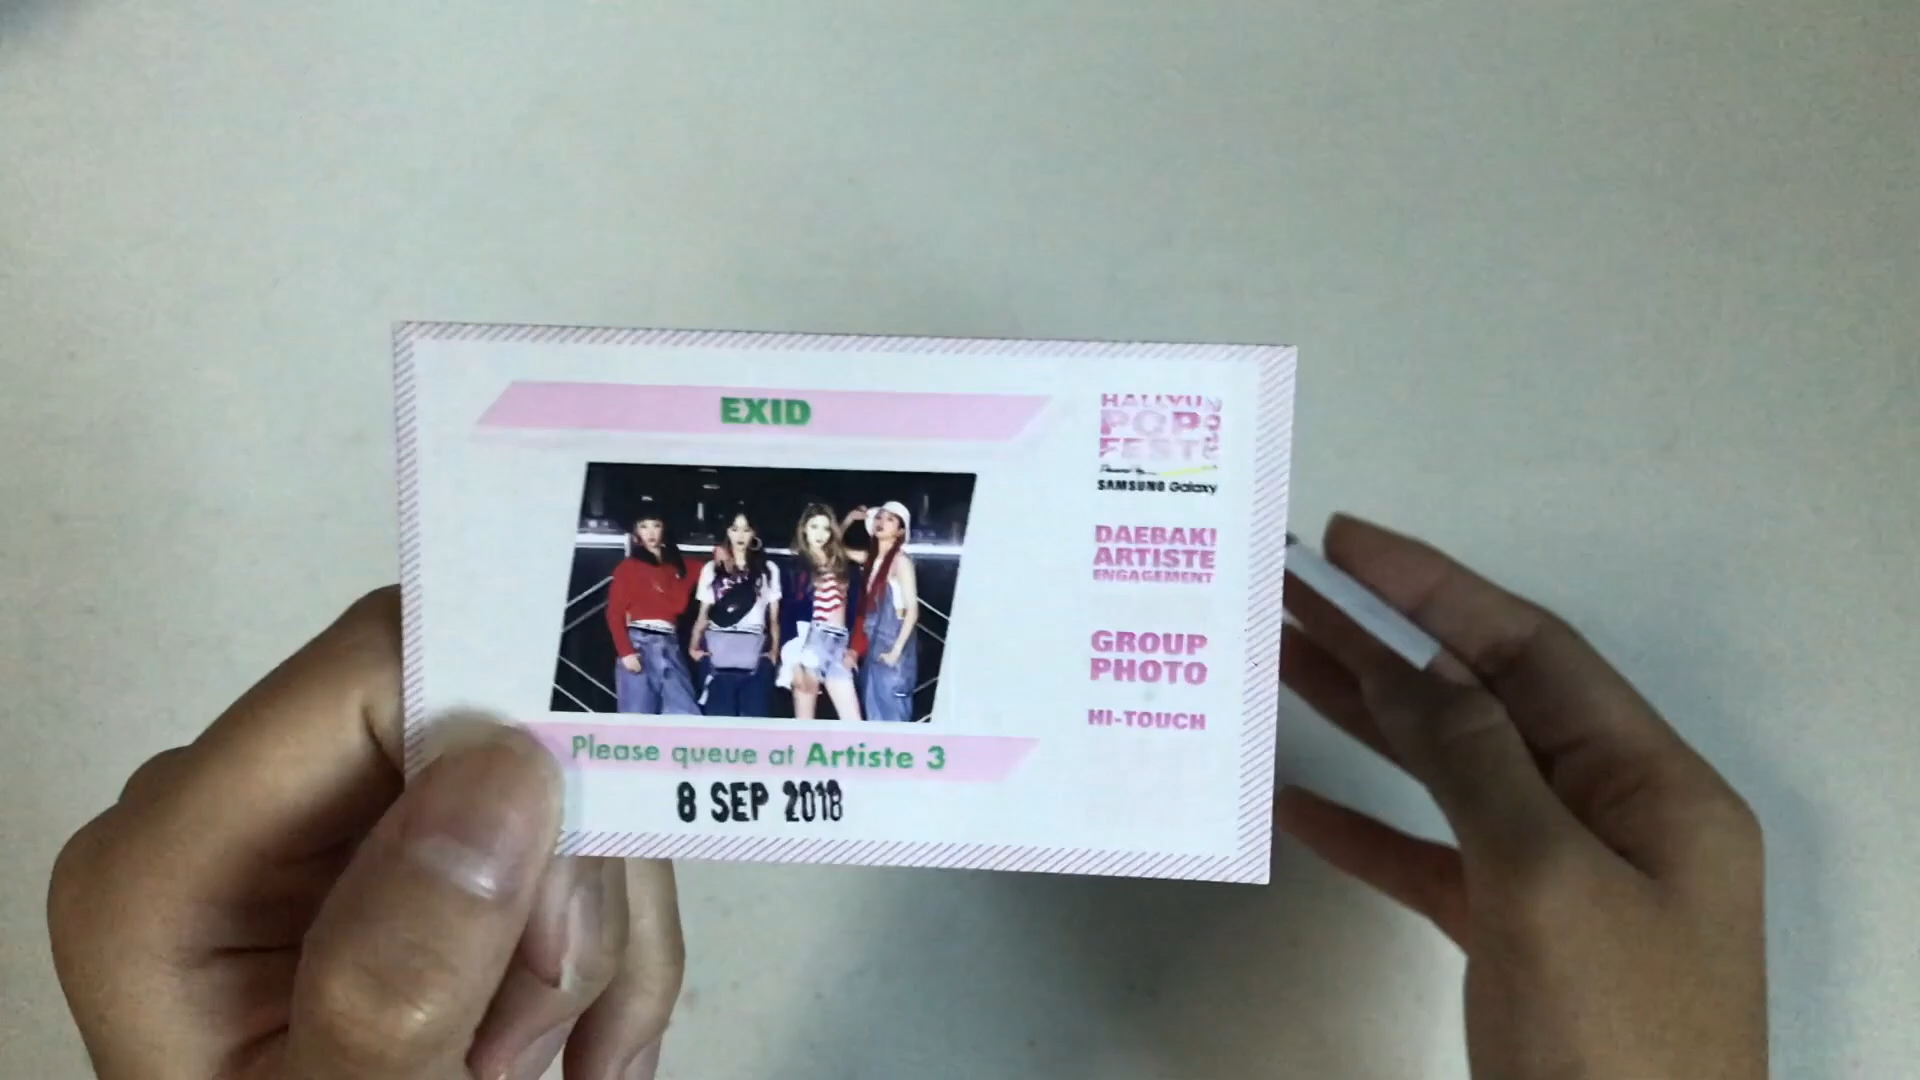 EXID
Please queue at Artiste 3
8 SEP 2018
HALLYU
POP
FEST
2018
SAMSUNG Galaxy
DAEBAK!
ARTISTE
ENGAGEMENT
GROUP
PHOTO
HI-TOUCH